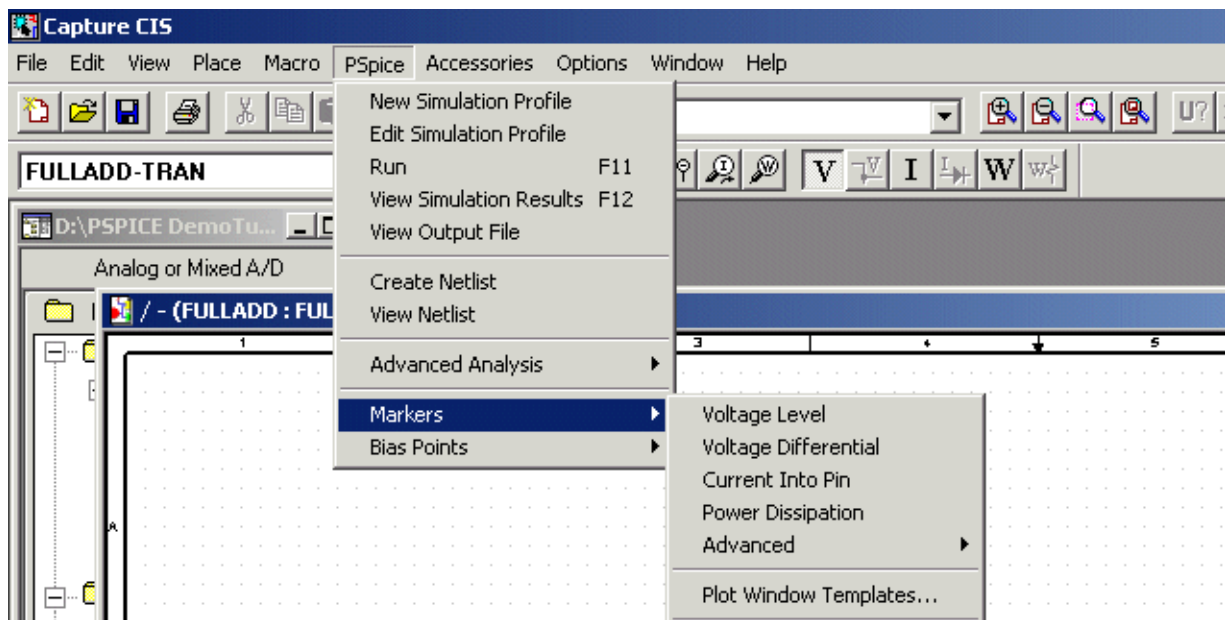 Capture CIS
File Edit View Place Macro PSpice Accessories Options Window Help
U?
FULLADD-TRAN
V V I I W W
D:\PSPICE DemoTu...
Analog or Mixed A/D
/ - (FULLADD : FUL
1 3 4 5
A
New Simulation Profile
Edit Simulation Profile
Run F11
View Simulation Results F12
View Output File
Create Netlist
View Netlist
Advanced Analysis
Markers
Bias Points
Voltage Level
Voltage Differential
Current Into Pin
Power Dissipation
Advanced
Plot Window Templates...